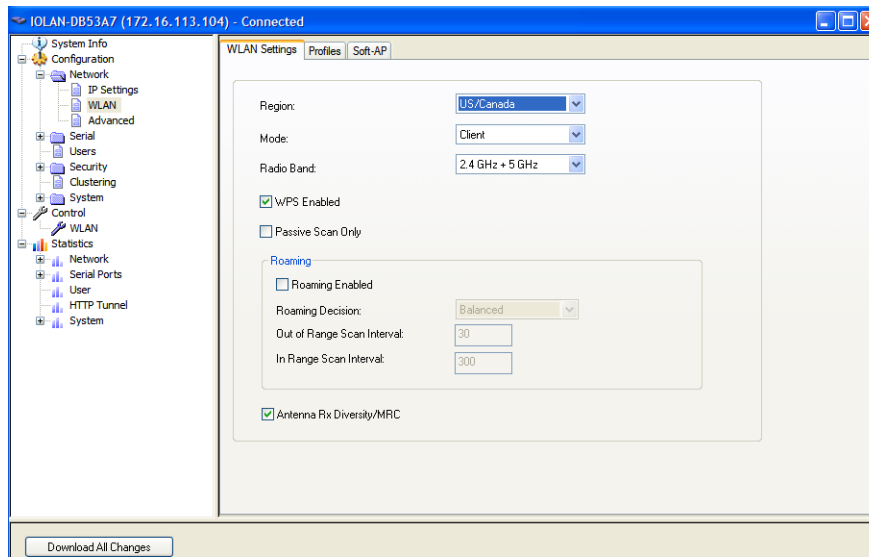 IOLAN-DB53A7 (172.16.113.104) - Connected
System Info
Configuration
Network
IP Settings
WLAN
Advanced
Serial
Users
Security
Clustering
System
Control
WLAN
Statistics
Network
Serial Ports
User
HTTP Tunnel
System
WLAN Settings Profiles Soft-AP
Region: US/Canada
Mode: Client
Radio Band: 2.4 GHz + 5 GHz
WPS Enabled
Passive Scan Only
Roaming
Roaming Enabled
Roaming Decision: Balanced
Out of Range Scan Interval: 30
In Range Scan Interval: 300
Antenna Rx Diversity/MRC
Download All Changes